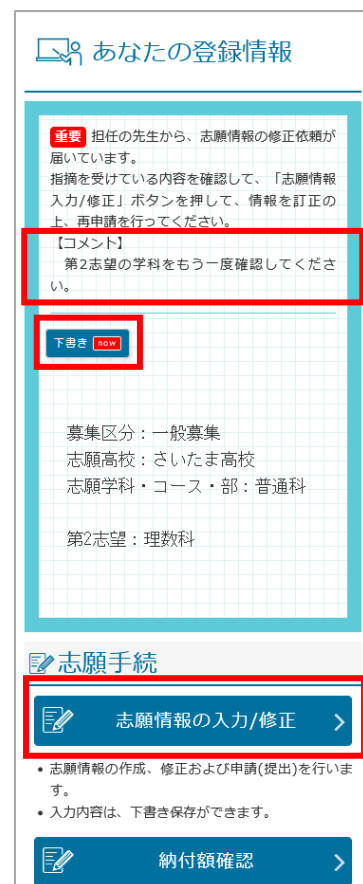 あなたの登録情報
重要 担任の先生から、志願情報の修正依頼が
届いています。
指摘を受けている内容を確認して、「志願情報
入力/修正」ボタンを押して、情報を訂正の
上、再申請を行ってください。
【コメント】
第2志望の学科をもう一度確認してくださ
い。
下書き now
募集区分：一般募集
志願高校：さいたま高校
志願学科・コース・部：普通科
第2志望：理数科
志願手続
志願情報の入力/修正
• 志願情報の作成、修正および申請(提出)を行いま
す。
• 入力内容は、下書き保存ができます。
納付額確認